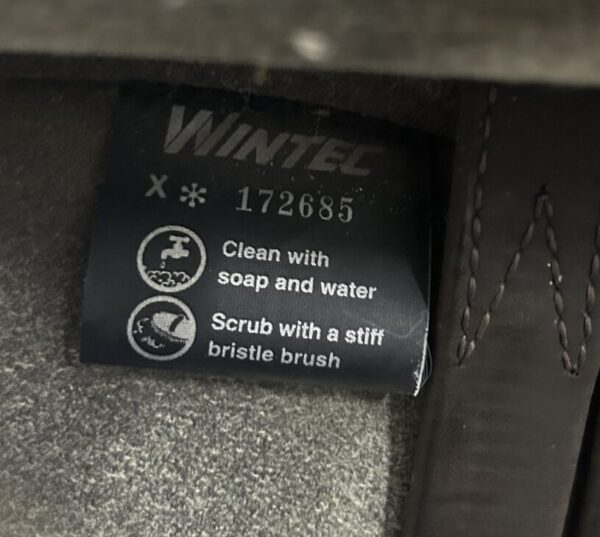 WINTEC
X * 172685
Clean with
soap and water
Scrub with a stiff
bristle brush